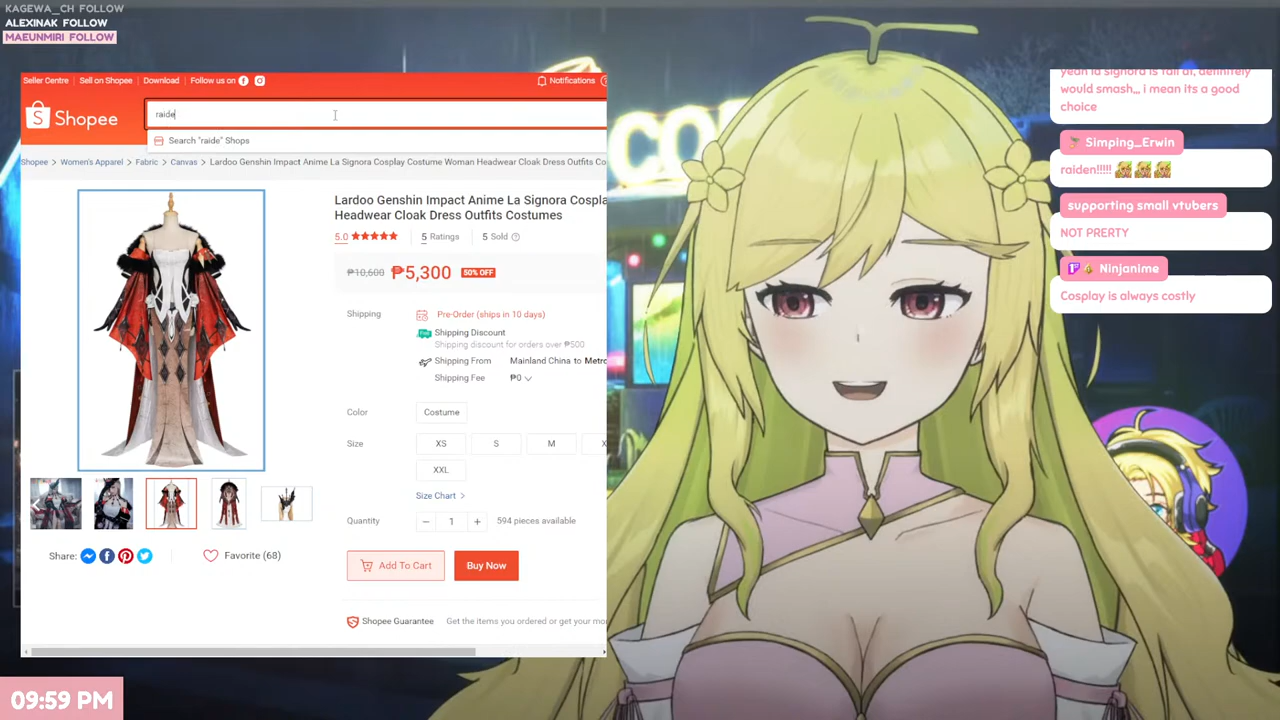 KAGEWA_CH FOLLOW
ALEXINAK FOLLOW
MAEUNMIRI FOLLOW
Seller Centre Sell on Shopee Download Follow us on Notifications
Shopee
raide
Search "raide" Shops
Shopee > Women's Apparel > Fabric > Canvas > Lardoo Genshin Impact Anime La Signora Cosplay Costume Woman Headwear Cloak Dress Outfits Co
Lardoo Genshin Impact Anime La Signora Cospla
Headwear Cloak Dress Outfits Costumes
5.0 5 Ratings 5 Sold
₱10,600 ₱5,300 50% OFF
Shipping Pre-Order (ships in 10 days)
Shipping Discount
Shipping discount for orders over ₱500
Shipping From Mainland China to Metro
Shipping Fee ₱0
Color Costume
Size XS S M X
XXL
Size Chart >
Quantity − 1 + 594 pieces available
Share: Favorite (68)
Add To Cart Buy Now
Shopee Guarantee Get the items you ordered or get your mo
yeah la signora is tall af, definitely
would smash,,, i mean its a good
choice
Simping_Erwin
raiden!!!!!
supporting small vtubers
NOT PRERTY
Ninjanime
Cosplay is always costly
CO
09:59 PM